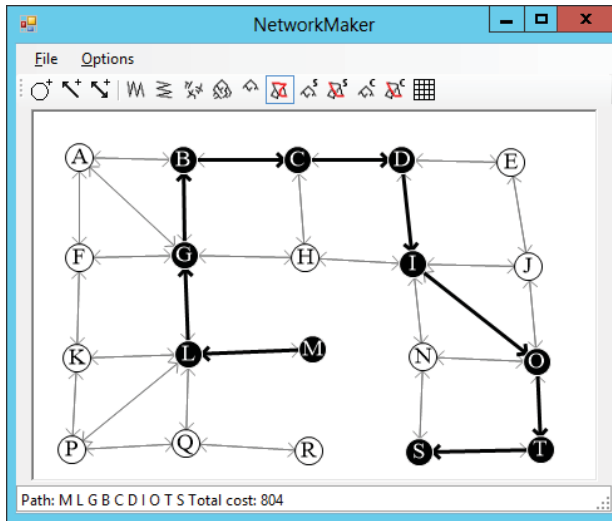 NetworkMaker
File Options
A B C D E
F G H I J
K L M N O
P Q R S T
Path: M L G B C D I O T S Total cost: 804